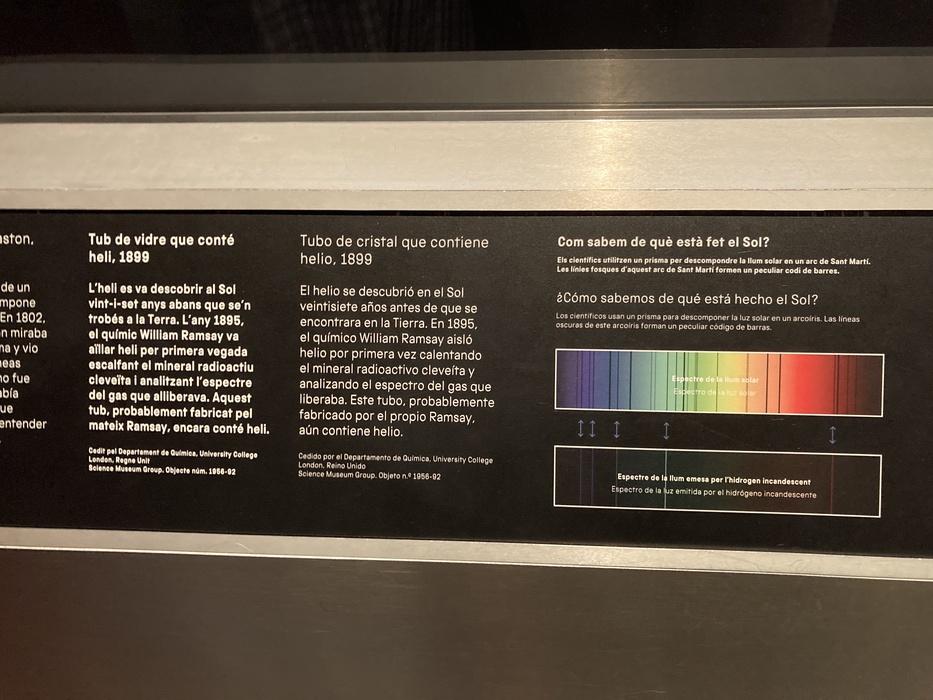 aston,
de un
mpone
En 1802,
n miraba
na y vio
neas
no fue
abía
ue
entender
Tub de vidre que conté
heli, 1899
L'heli es va descobrir al Sol
vint-i-set anys abans que se'n
trobés a la Terra. L'any 1895,
el químic William Ramsay va
aïllar heli per primera vegada
escalfant el mineral radioactiu
cleveïta i analitzant l'espectre
del gas que alliberava. Aquest
tub, probablement fabricat pel
mateix Ramsay, encara conté heli.
Cedit pel Departament de Química, University College
London, Regne Unit
Science Museum Group. Objecte núm. 1956-92
Tubo de cristal que contiene
helio, 1899
El helio se descubrió en el Sol
veintisiete años antes de que se
encontrara en la Tierra. En 1895,
el químico William Ramsay aisló
helio por primera vez calentando
el mineral radioactivo cleveíta y
analizando el espectro del gas que
liberaba. Este tubo, probablemente
fabricado por el propio Ramsay,
aún contiene helio.
Cedido por el Departamento de Química, University College
London, Reino Unido
Science Museum Group. Objeto n.º 1956-92
Com sabem de què està fet el Sol?
Els científics utilitzen un prisma per descompondre la llum solar en un arc de Sant Martí.
Les línies fosques d'aquest arc de Sant Martí formen un peculiar codi de barres.
¿Cómo sabemos de qué está hecho el Sol?
Los científicos usan un prisma para descomponer la luz solar en un arcoíris. Las líneas
oscuras de este arcoíris forman un peculiar código de barras.
Espectre de la llum solar
Espectro de la luz solar
Espectre de la llum emesa per l'hidrogen incandescent
Espectro de la luz emitida por el hidrógeno incandescente